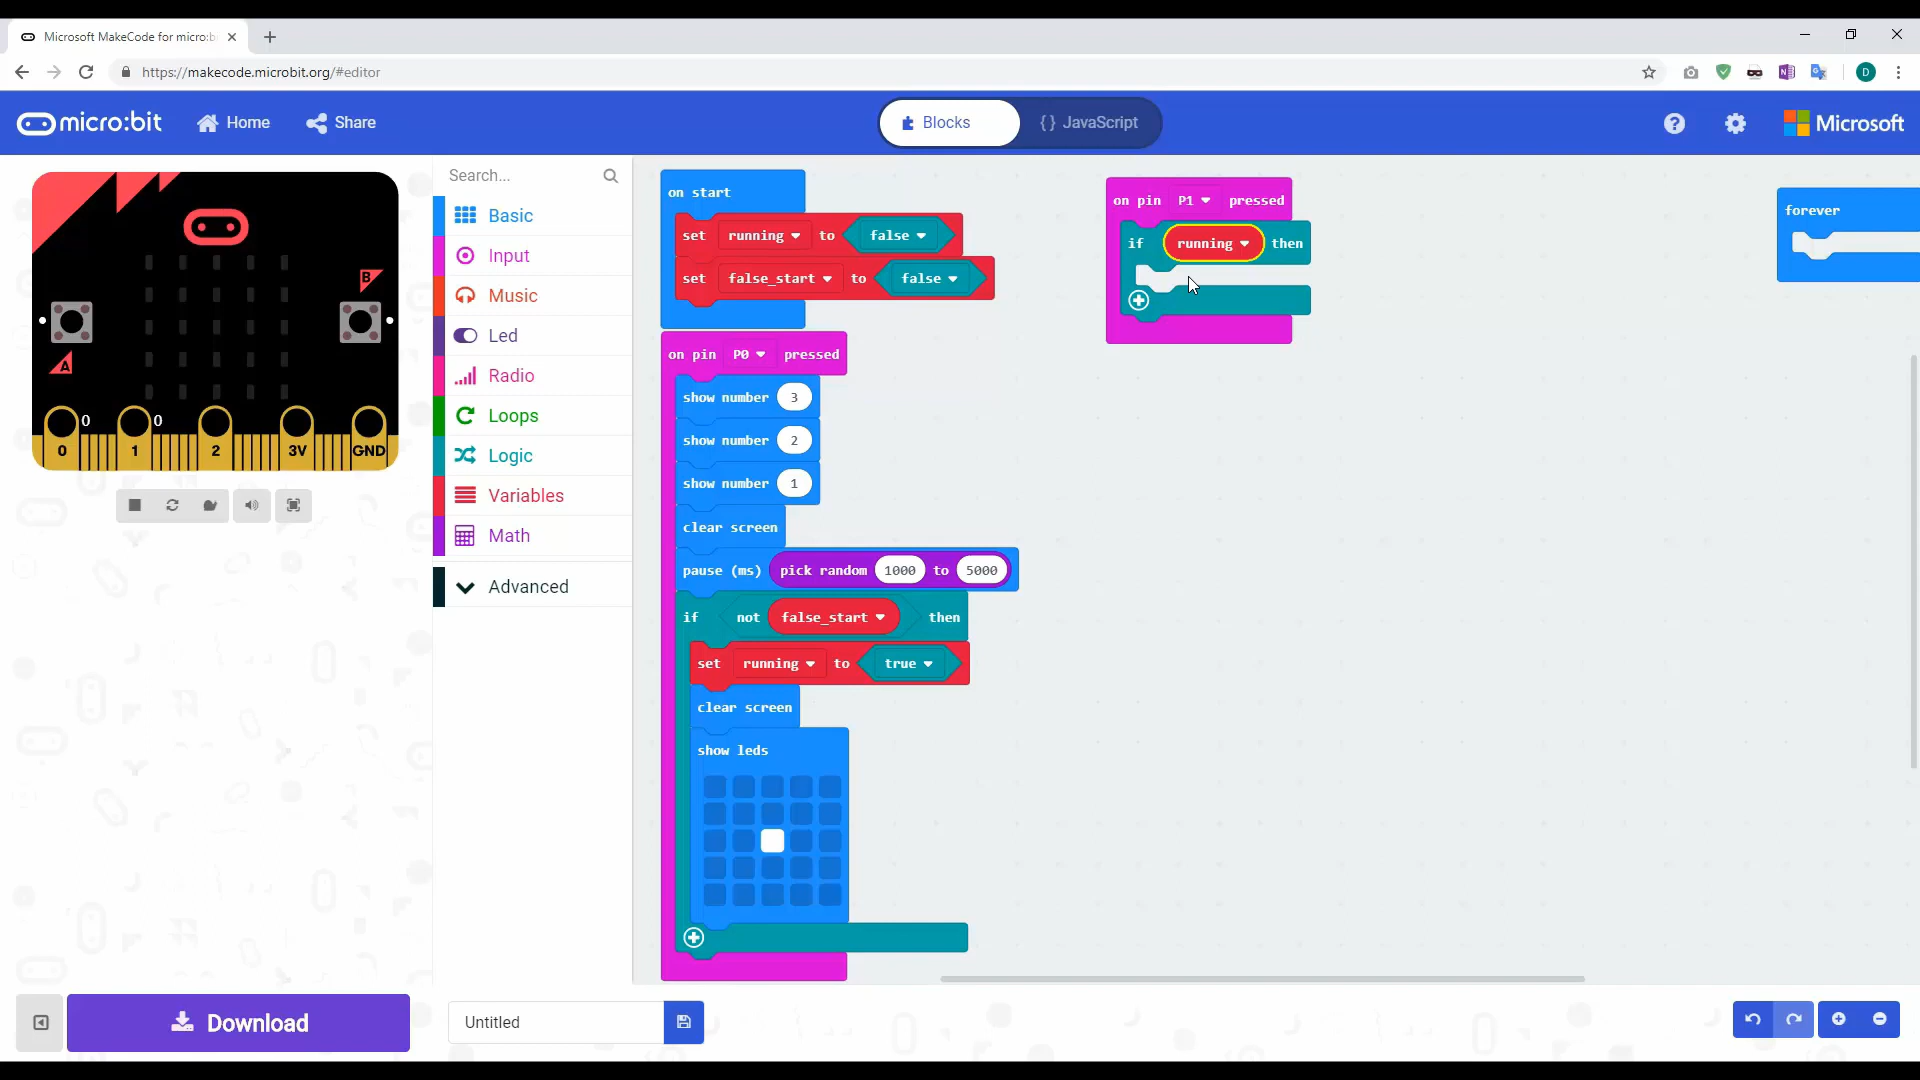 Microsoft MakeCode for micro:b
https://makecode.microbit.org/#editor
D
micro:bit
Home
Share
Blocks
{ } JavaScript
?
Microsoft
B
A
0
0
0
1
2
3V
GND
Search...
Basic
Input
Music
Led
Radio
Loops
Logic
Variables
Math
Advanced
on start
set running to false
set false_start to false
on pin P0 pressed
show number 3
show number 2
show number 1
clear screen
pause (ms) pick random 1000 to 5000
if not false_start then
set running to true
clear screen
show leds
on pin P1 pressed
if running then
forever
Download
Untitled